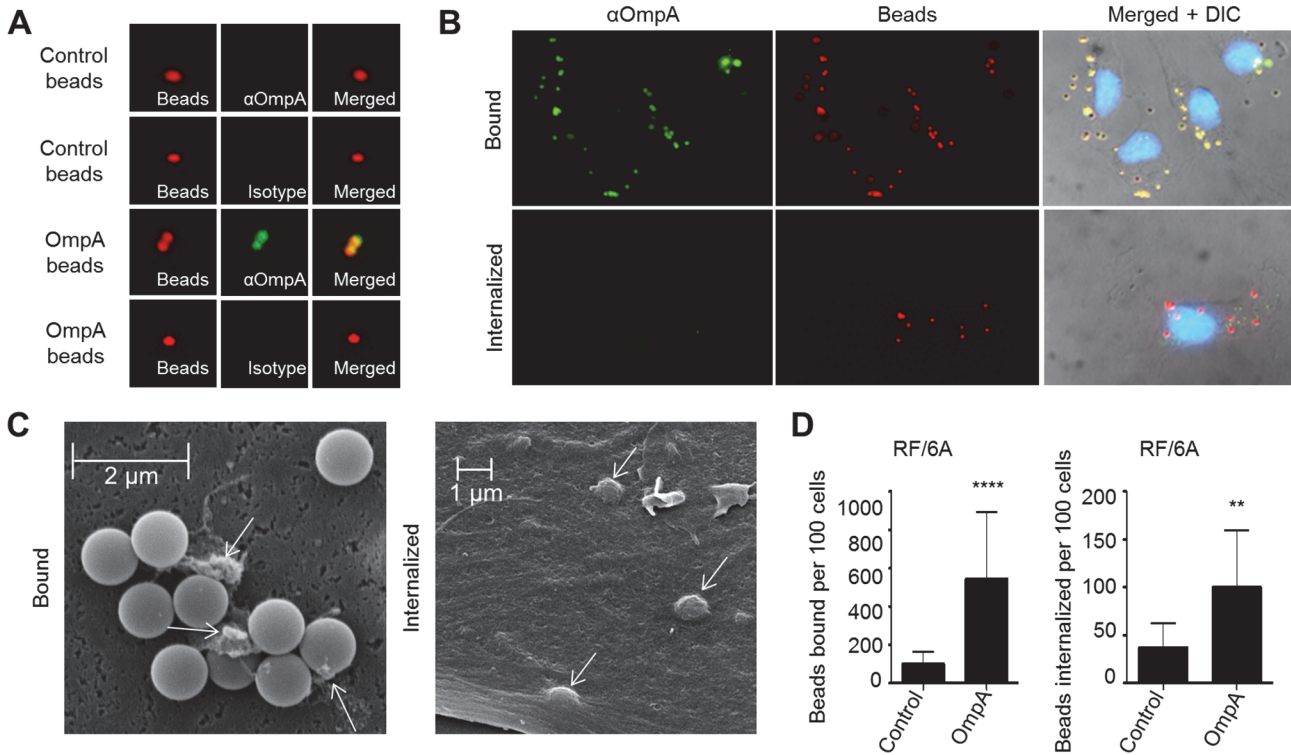 A
Control
beads
Beads
αOmpA
Merged
Control
beads
Beads
Isotype
Merged
OmpA
beads
Beads
αOmpA
Merged
OmpA
beads
Beads
Isotype
Merged
B
αOmpA
Beads
Merged + DIC
Bound
Internalized
C
Bound
2 µm
Internalized
1 µm
D
RF/6A
Beads bound per 100 cells
1000
800
600
400
200
0
****
Control
OmpA
RF/6A
Beads internalized per 100 cells
200
150
100
50
0
**
Control
OmpA